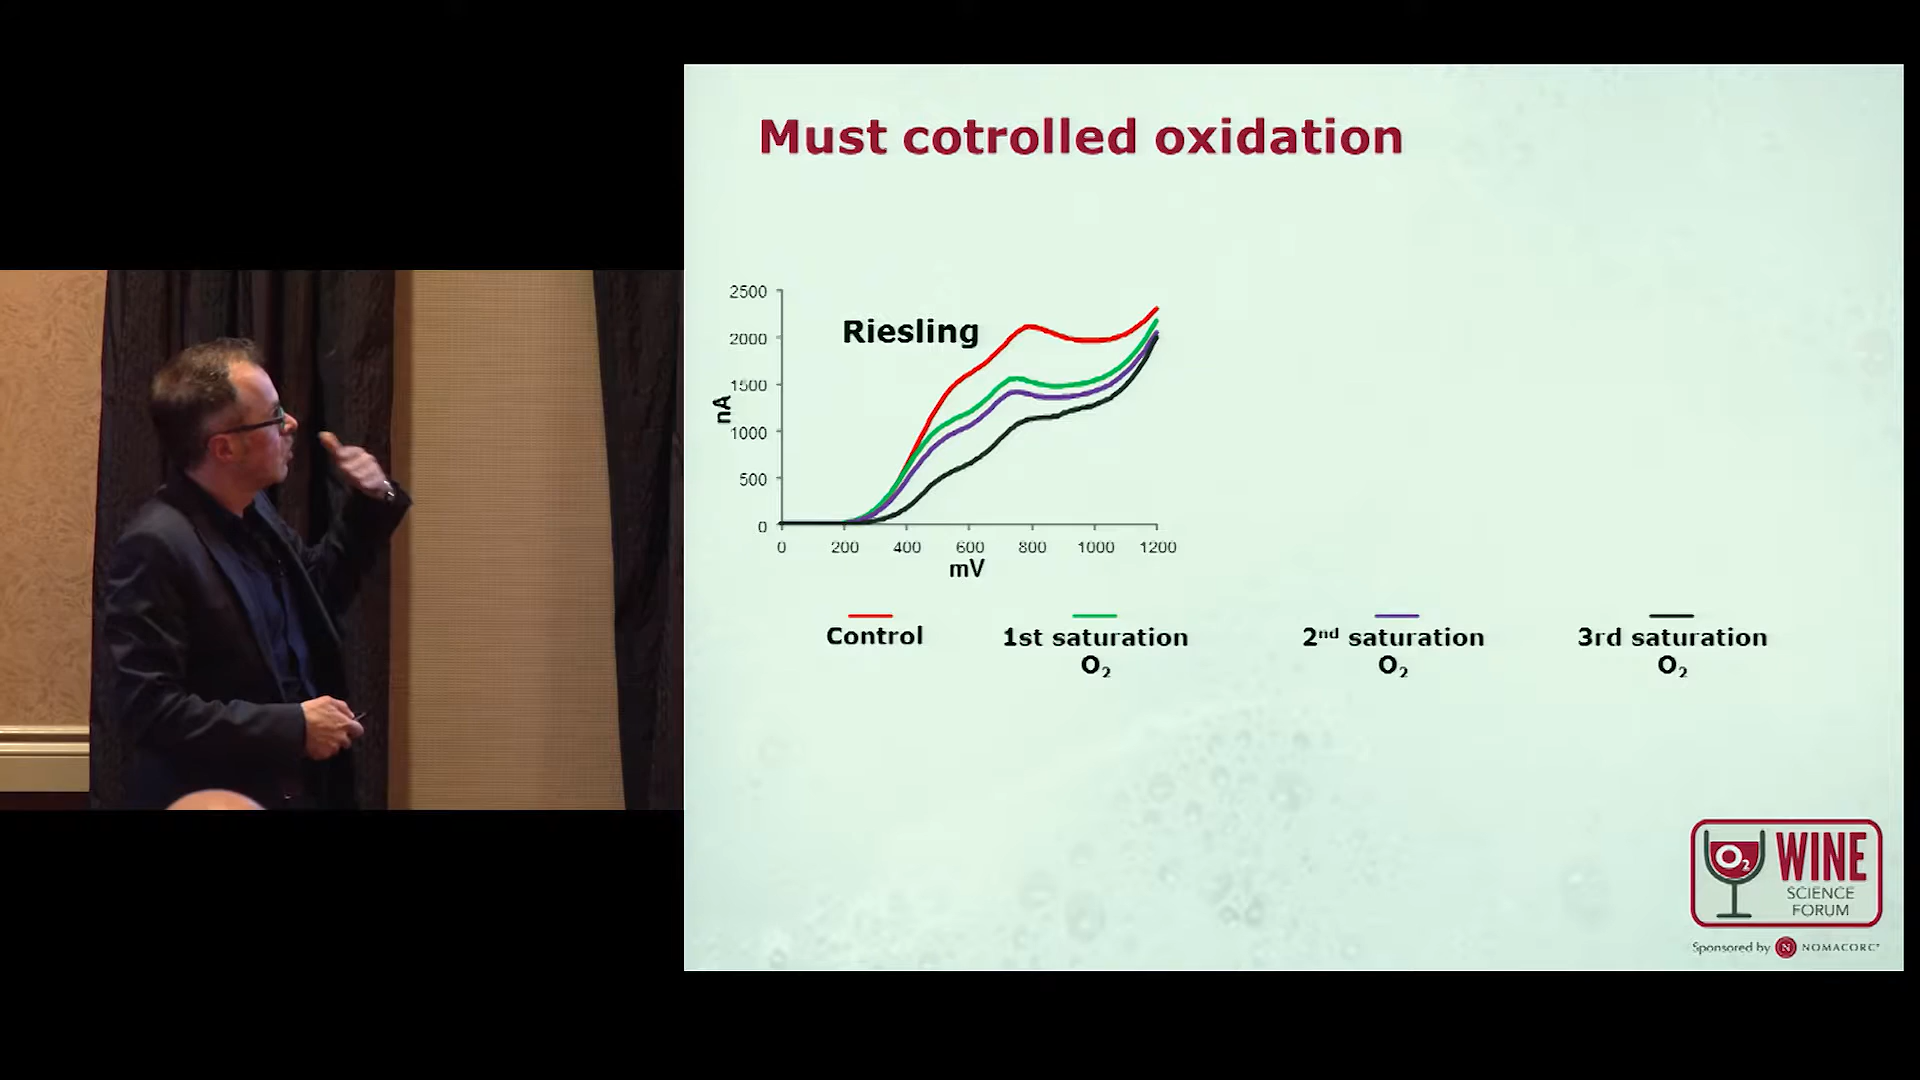 Must cotrolled oxidation
Riesling
2500
2000
1500
1000
500
0
nA
0 200 400 600 800 1000 1200
mV
Control
1st saturation O₂
2ⁿᵈ saturation O₂
3rd saturation O₂
O₂ WINE
SCIENCE
FORUM
Sponsored by N NOMACORC